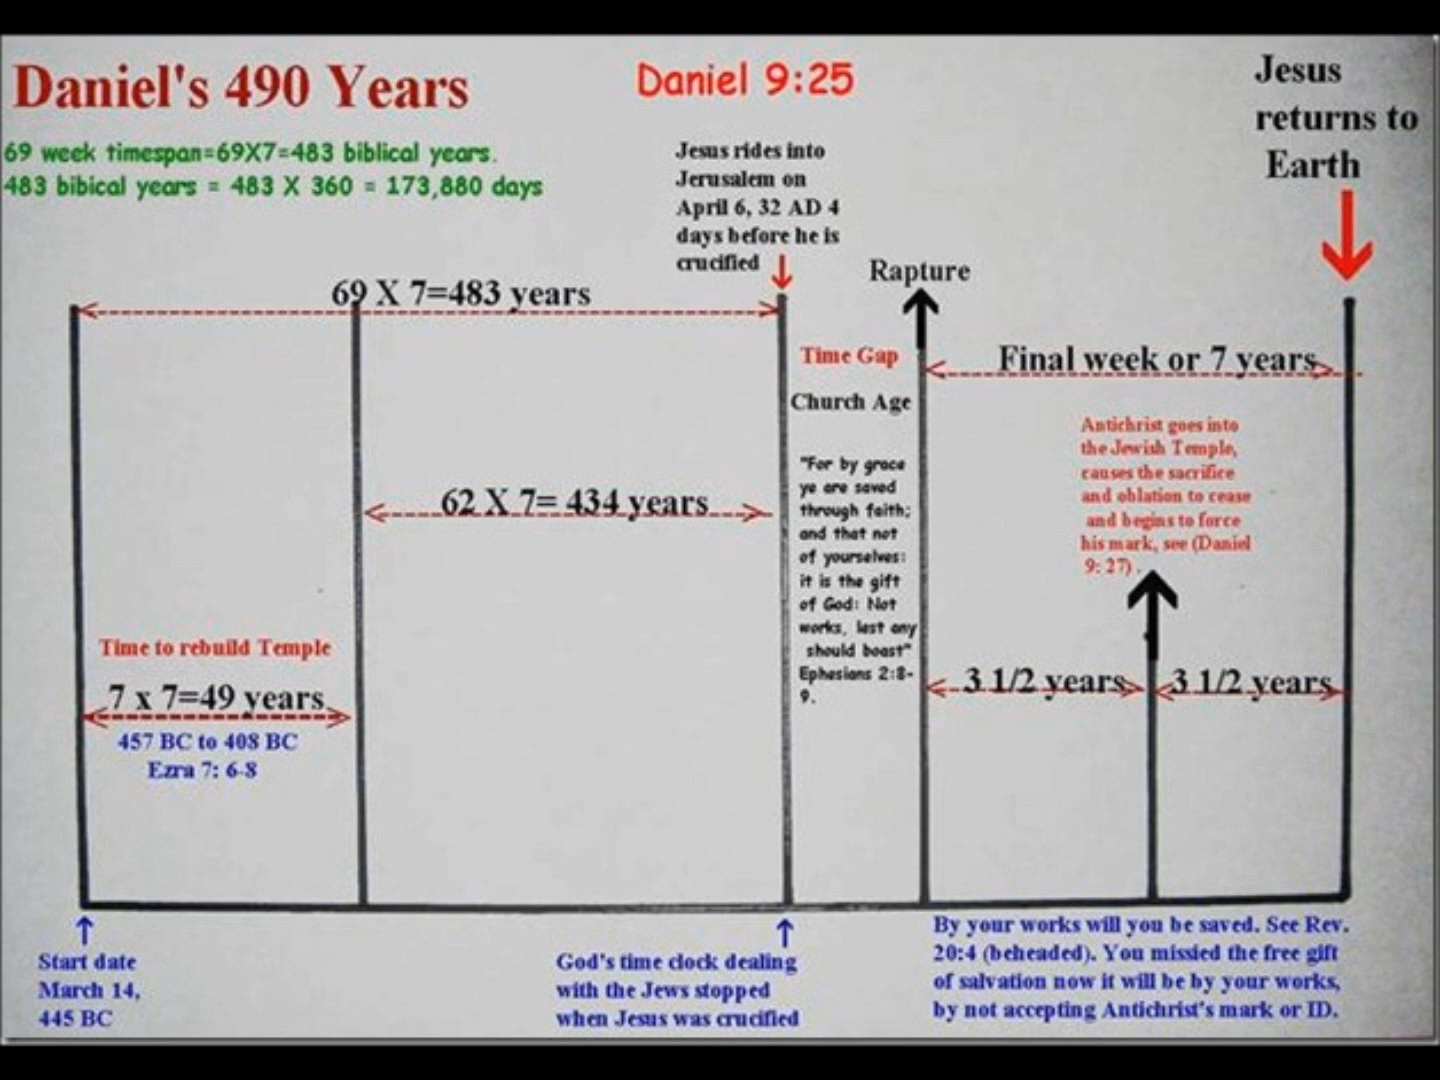 Daniel's 490 Years
Daniel 9:25
Jesus
returns to
Earth
69 week timespan=69X7=483 biblical years.
483 bibical years = 483 X 360 = 173,880 days
Jesus rides into
Jerusalem on
April 6, 32 AD 4
days before he is
crucified
Rapture
69 X 7=483 years
Time Gap
Church Age
"For by grace
ye are saved
through faith;
and that not
of yourselves:
it is the gift
of God: Not
works, lest any
should boast"
Ephesians 2:8-
9.
Final week or 7 years
Antichrist goes into
the Jewish Temple,
causes the sacrifice
and oblation to cease
and begins to force
his mark, see (Daniel
9: 27) .
62 X 7= 434 years
Time to rebuild Temple
7 x 7=49 years
457 BC to 408 BC
Ezra 7: 6-8
3 1/2 years
3 1/2 years
Start date
March 14,
445 BC
God's time clock dealing
with the Jews stopped
when Jesus was crucified
By your works will you be saved. See Rev.
20:4 (beheaded). You missied the free gift
of salvation now it will be by your works,
by not accepting Antichrist's mark or ID.